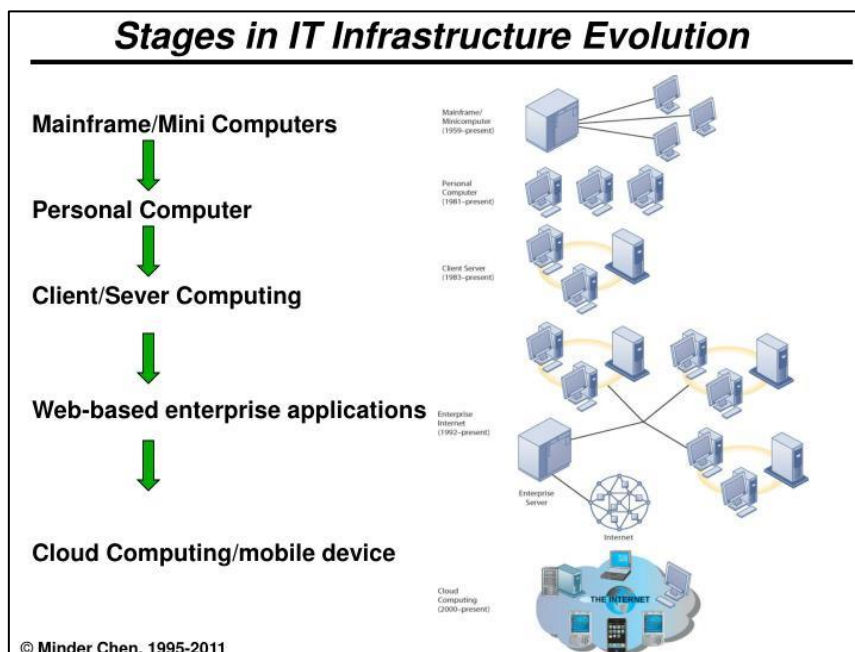 Stages in IT Infrastructure Evolution
Mainframe/Mini Computers
Mainframe/
Minicomputer
(1959–present)
Personal Computer
Personal
Computer
(1981–present)
Client/Sever Computing
Client Server
(1983–present)
Web-based enterprise applications
Enterprise
Internet
(1992–present)
Enterprise
Server
Internet
Cloud Computing/mobile device
Cloud
Computing
(2000–present)
THE INTERNET
© Minder Chen, 1995-2011